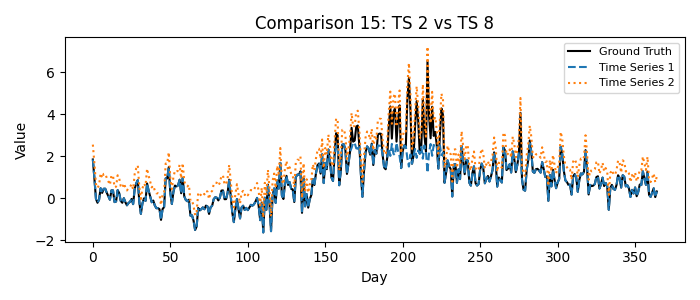 Comparison 15: TS 2 vs TS 8
Ground Truth
Time Series 1
Time Series 2
Value
6
4
2
0
−2
0 50 100 150 200 250 300 350
Day